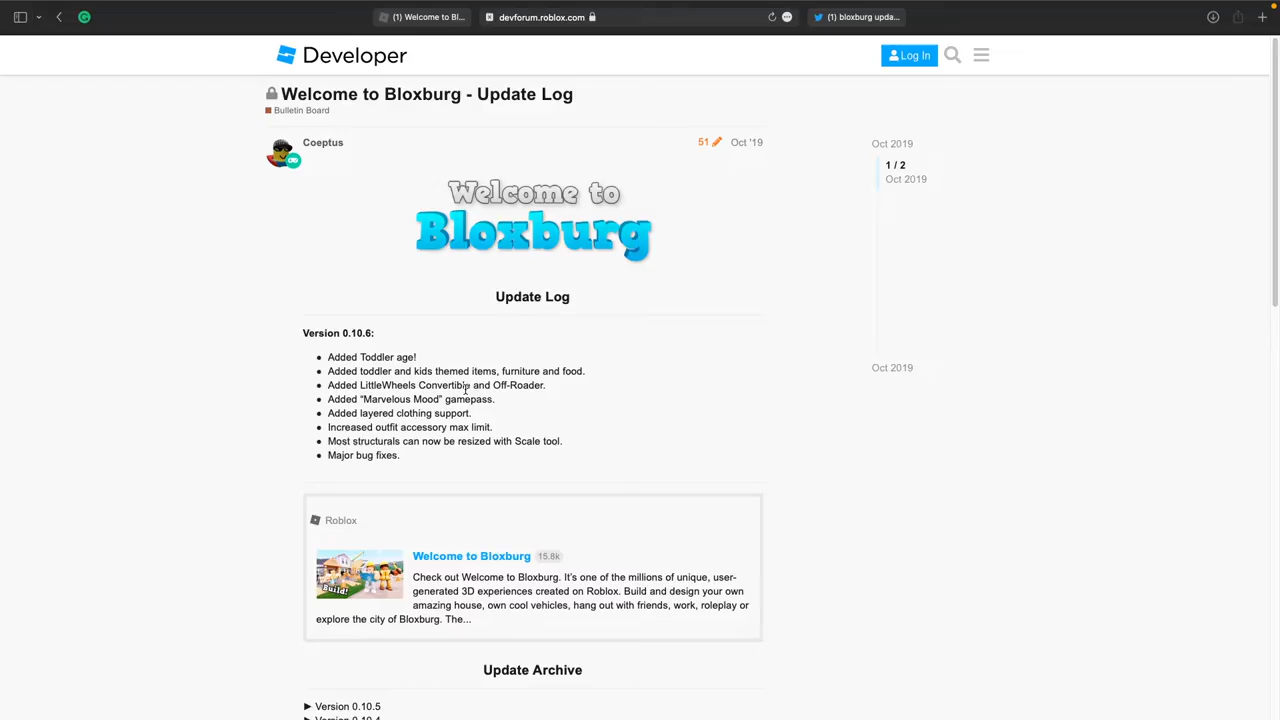 (1) Welcome to Bl...
devforum.roblox.com
(1) bloxburg upda...
Developer
Log In
Welcome to Bloxburg - Update Log
Bulletin Board
Coeptus
51
Oct '19
Oct 2019
1 / 2
Oct 2019
Welcome to
Bloxburg
Update Log
Version 0.10.6:
Added Toddler age!
Added toddler and kids themed items, furniture and food.
Added LittleWheels Convertible and Off-Roader.
Added “Marvelous Mood” gamepass.
Added layered clothing support.
Increased outfit accessory max limit.
Most structurals can now be resized with Scale tool.
Major bug fixes.
Oct 2019
Roblox
Build!
Welcome to Bloxburg 15.8k
Check out Welcome to Bloxburg. It’s one of the millions of unique, user-
generated 3D experiences created on Roblox. Build and design your own
amazing house, own cool vehicles, hang out with friends, work, roleplay or
explore the city of Bloxburg. The...
Update Archive
Version 0.10.5
Version 0.10.4